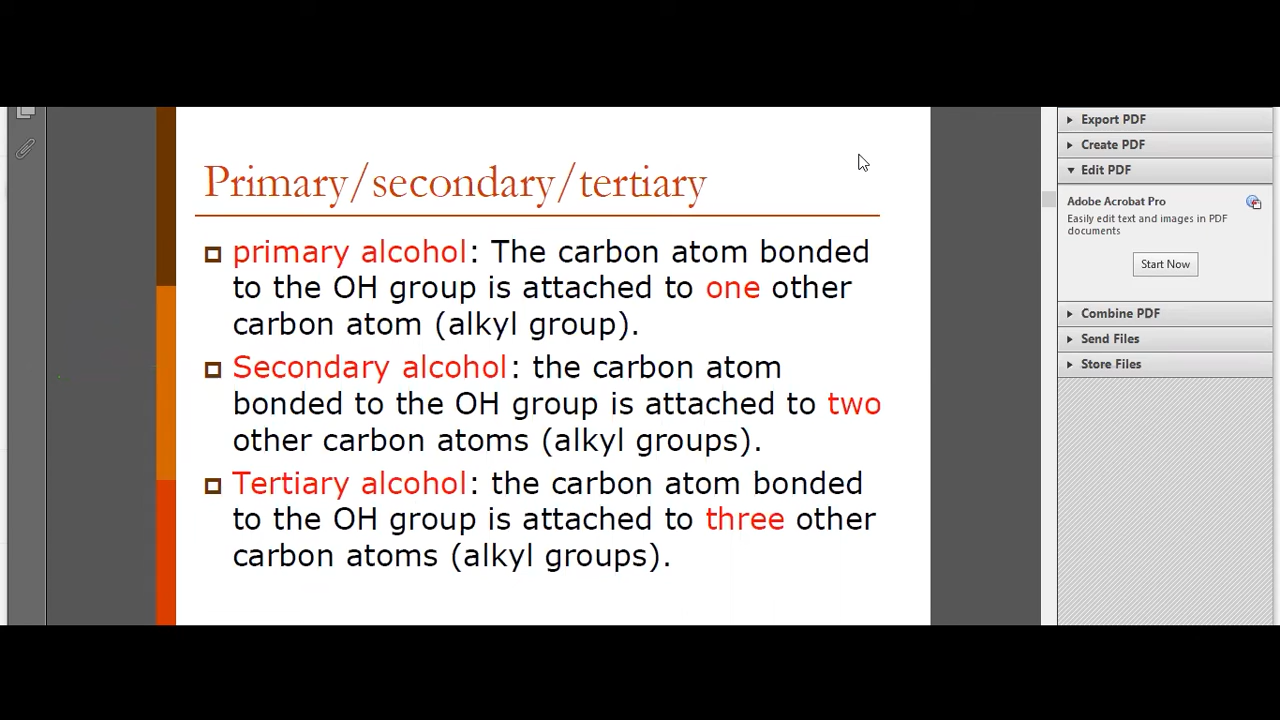 Primary/secondary/tertiary
primary alcohol: The carbon atom bonded
to the OH group is attached to one other
carbon atom (alkyl group).
Secondary alcohol: the carbon atom
bonded to the OH group is attached to two
other carbon atoms (alkyl groups).
Tertiary alcohol: the carbon atom bonded
to the OH group is attached to three other
carbon atoms (alkyl groups).
Export PDF
Create PDF
Edit PDF
Adobe Acrobat Pro
Easily edit text and images in PDF
documents
Start Now
Combine PDF
Send Files
Store Files